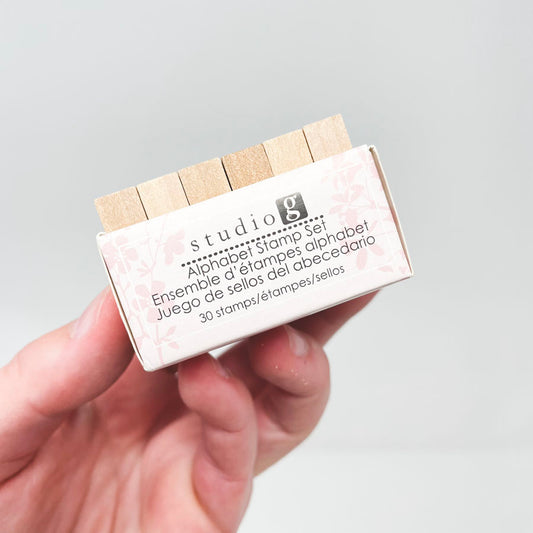 studio g
Alphabet Stamp Set
Ensemble d'étampes alphabet
Juego de sellos del abecedario
30 stamps/étampes/sellos